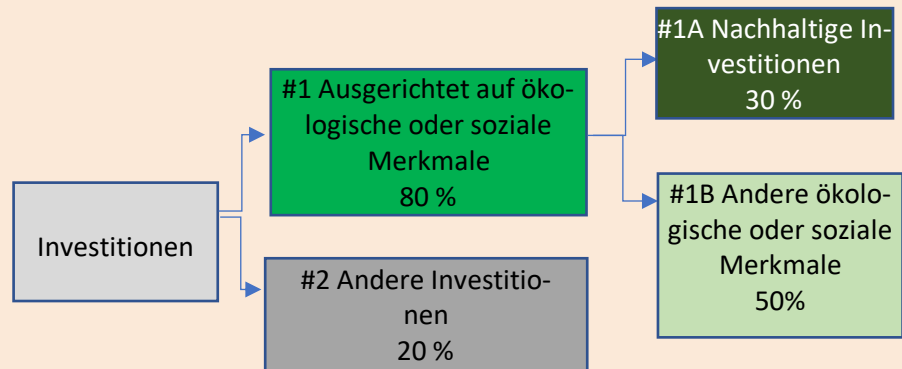 Investitionen
#1 Ausgerichtet auf öko-
logische oder soziale
Merkmale
80 %
#2 Andere Investitio-
nen
20 %
#1A Nachhaltige In-
vestitionen
30 %
#1B Andere ökolo-
gische oder soziale
Merkmale
50%